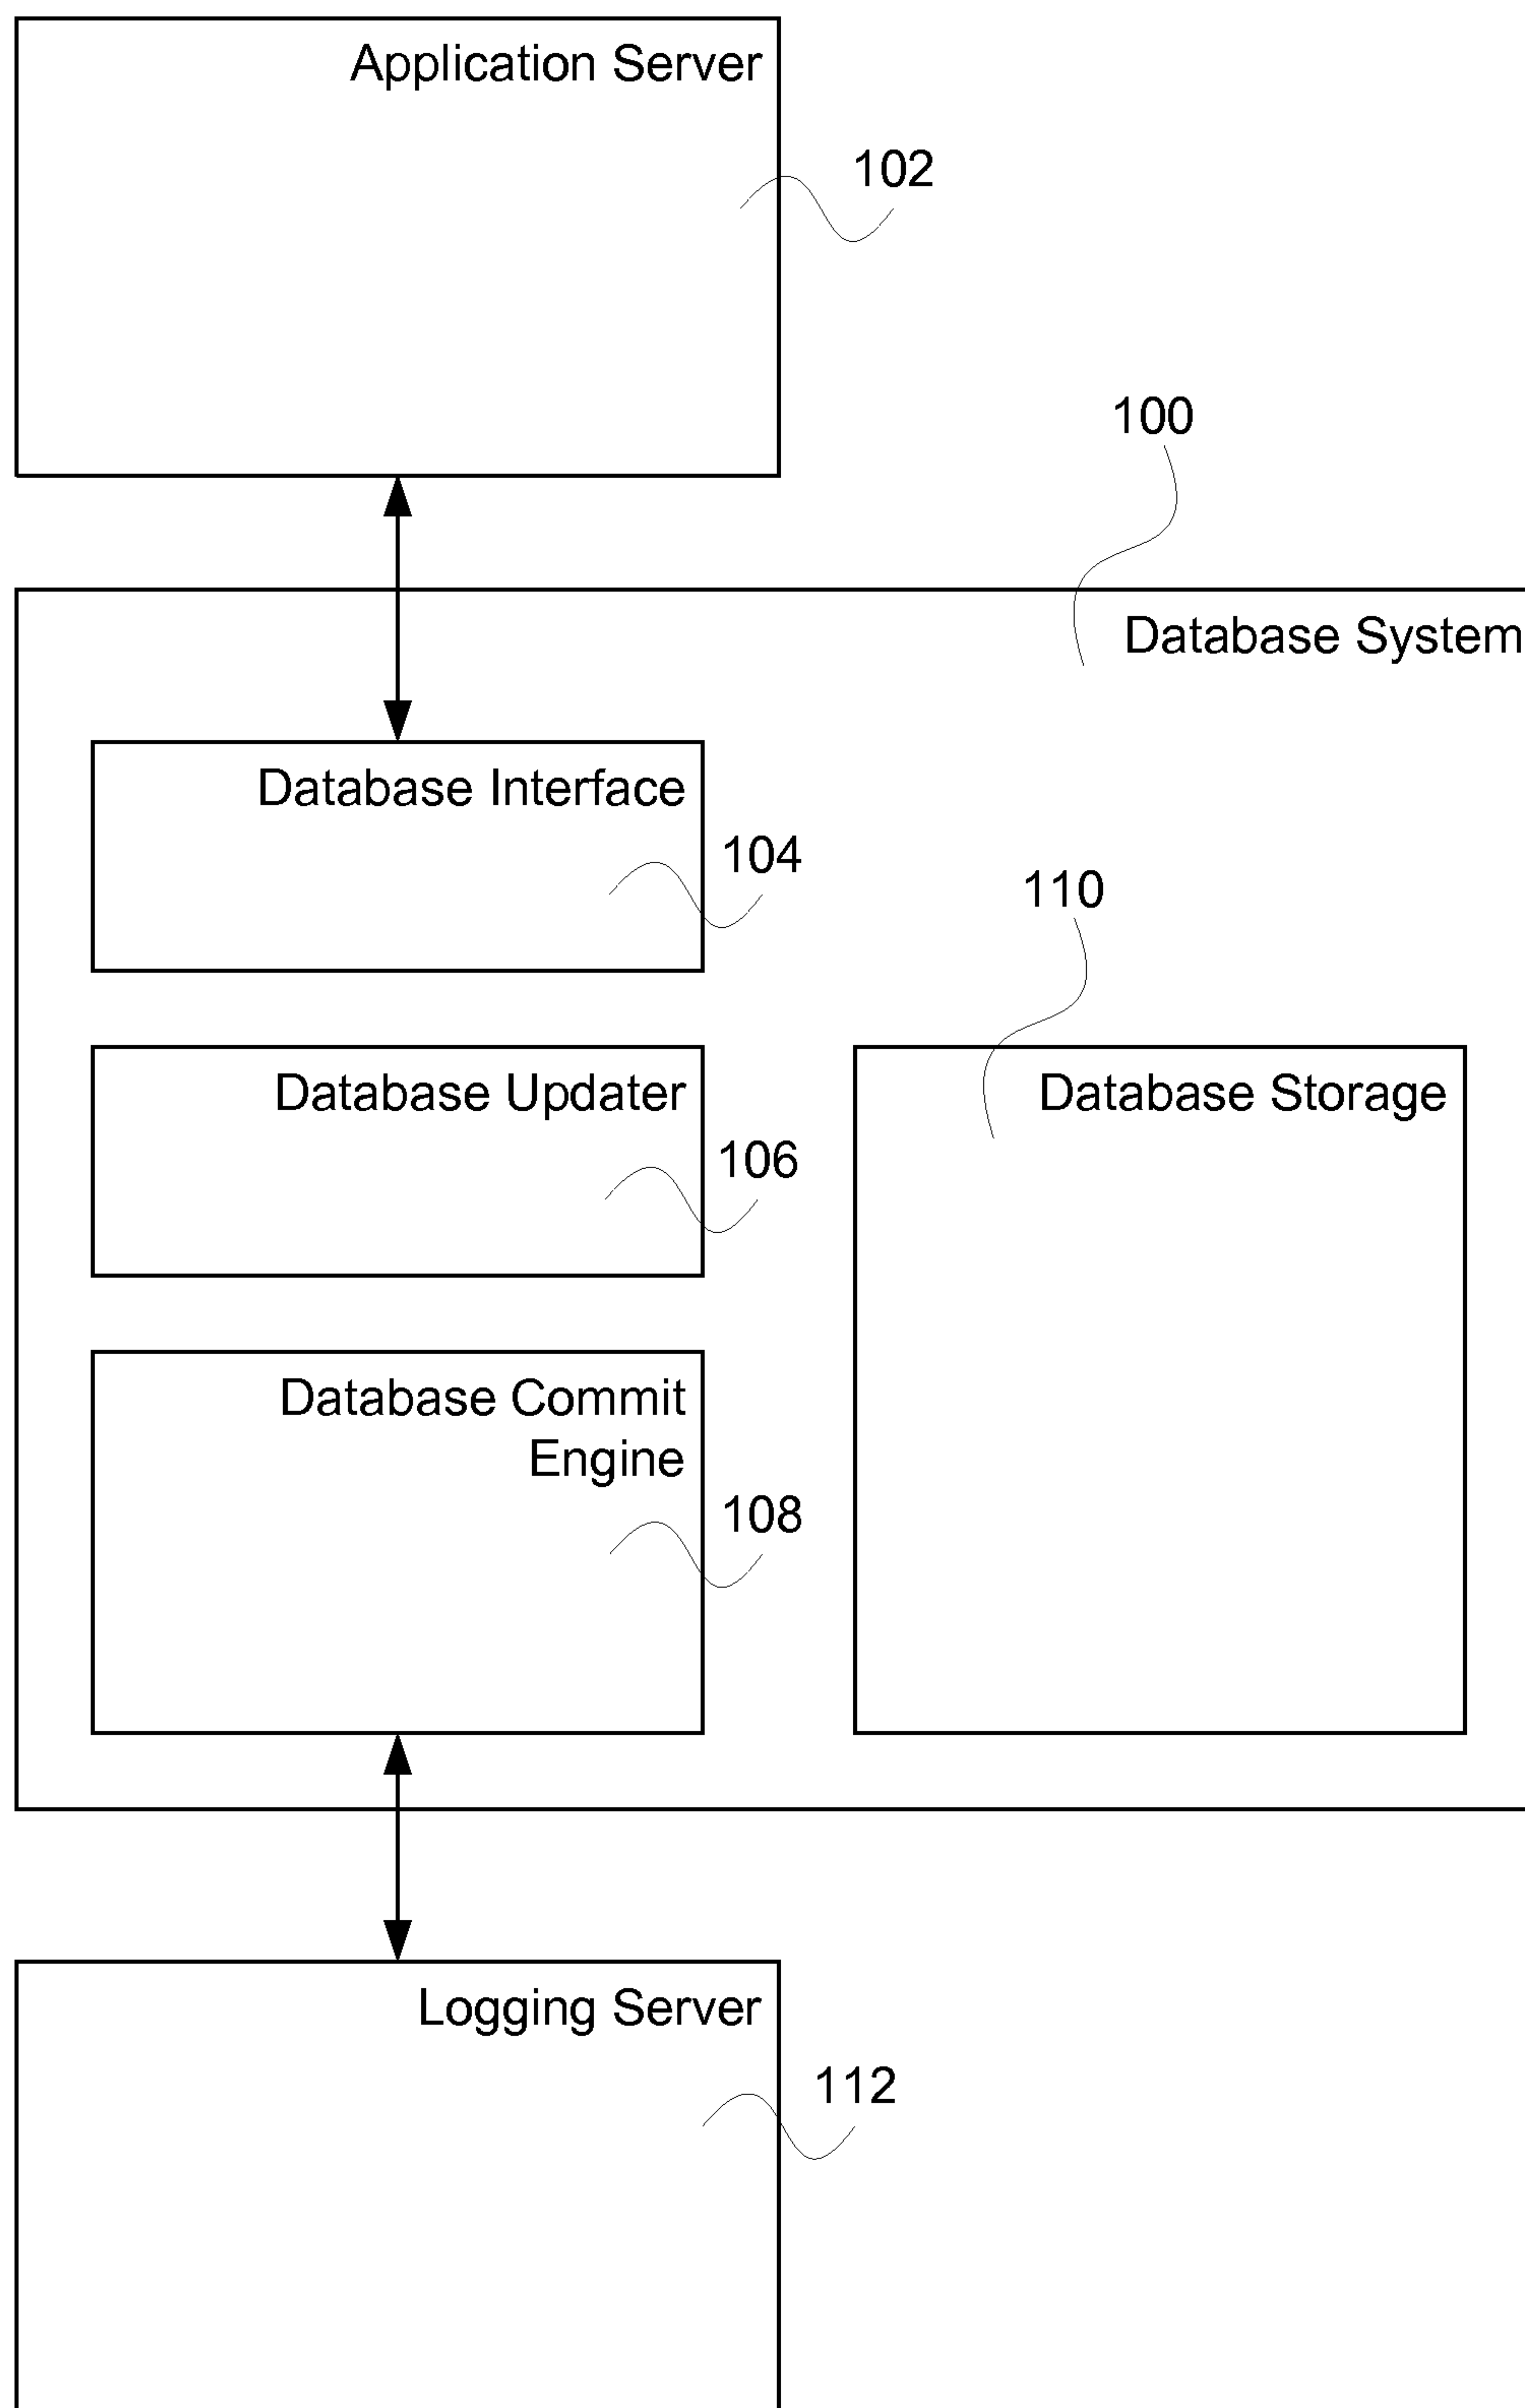 Application Server
102
100
Database System
Database Interface
104
110
Database Updater
Database Storage
106
Database Commit
Engine
108
Logging Server
112